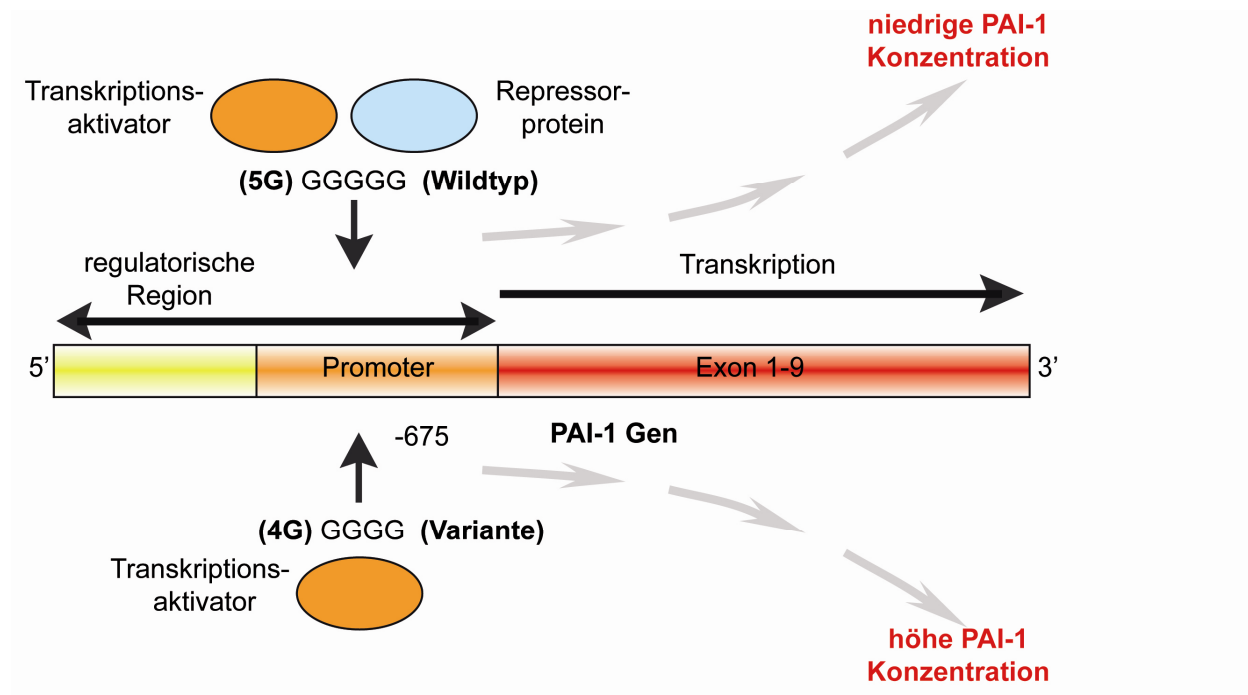 niedrige PAI-1
Konzentration
Transkriptions-
aktivator
Repressor-
protein
(5G) GGGGG (Wildtyp)
regulatorische
Region
Transkription
5’
Promoter
Exon 1-9
3’
-675
PAI-1 Gen
(4G) GGGG (Variante)
Transkriptions-
aktivator
höhe PAI-1
Konzentration